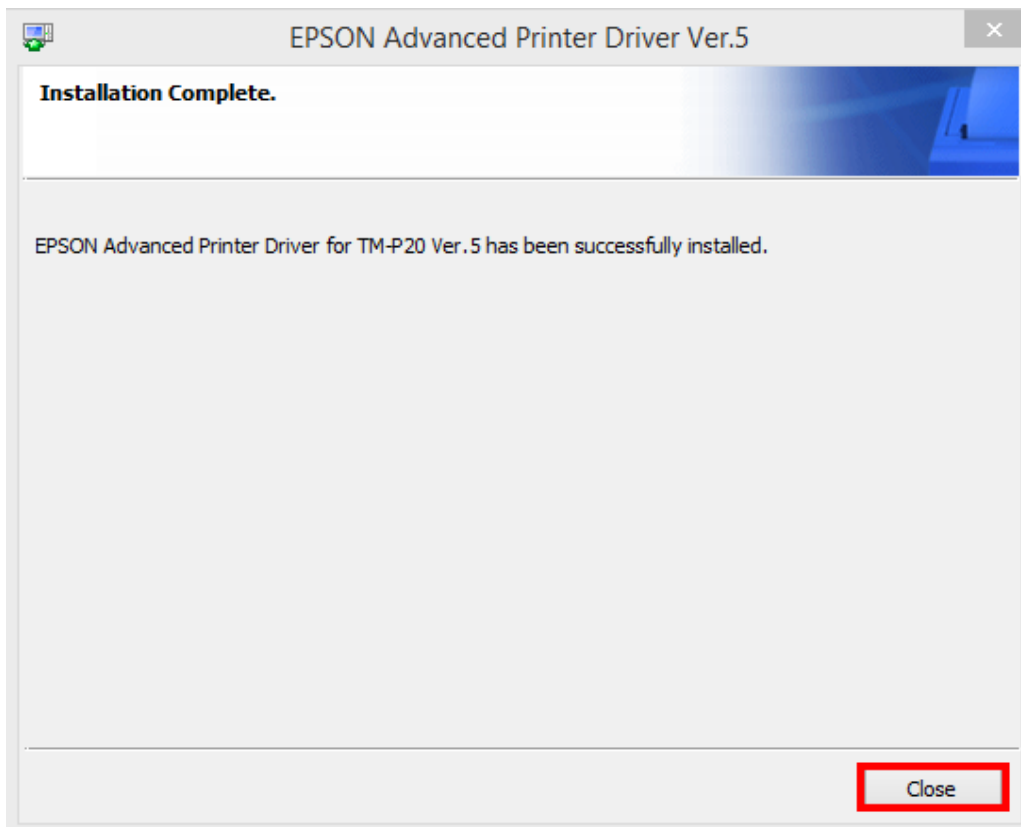 EPSON Advanced Printer Driver Ver.5
Installation Complete.
EPSON Advanced Printer Driver for TM-P20 Ver.5 has been successfully installed.
Close